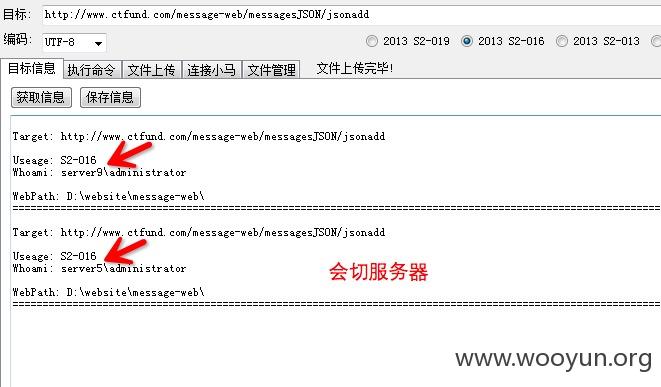 目标: http://www.ctfund.com/message-web/messagesJSON/jsonadd
编码: UTF-8 2013 S2-019 2013 S2-016 2013 S2-013
目标信息 执行命令 文件上传 连接小马 文件管理 文件上传完毕!
获取信息 保存信息
Target: http://www.ctfund.com/message-web/messagesJSON/jsonadd
Useage: S2-016
Whoami: server9\administrator
WebPath: D:\website\message-web\
================================================================================
Target: http://www.ctfund.com/message-web/messagesJSON/jsonadd
Useage: S2-016
Whoami: server5\administrator
会切服务器
WebPath: D:\website\message-web\
================================================================================
www.wooyun.org